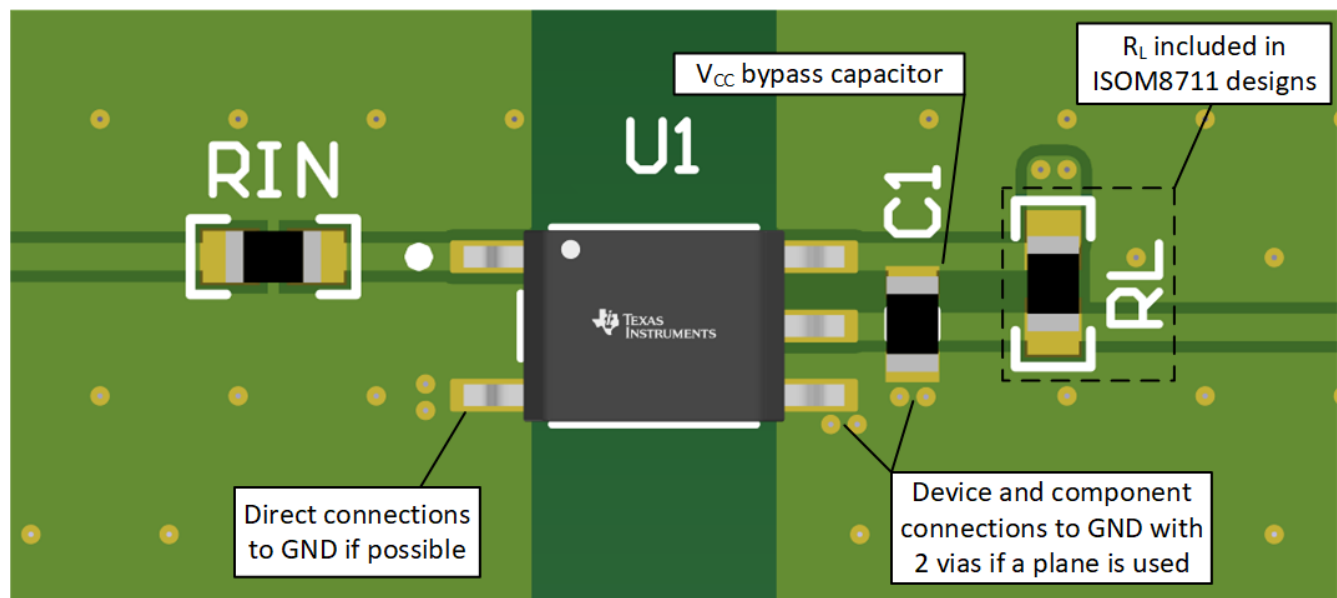 RL included in
ISOM8711 designs
VCC bypass capacitor
RIN
U1
C1
RL
TEXAS
INSTRUMENTS
Direct connections
to GND if possible
Device and component
connections to GND with
2 vias if a plane is used